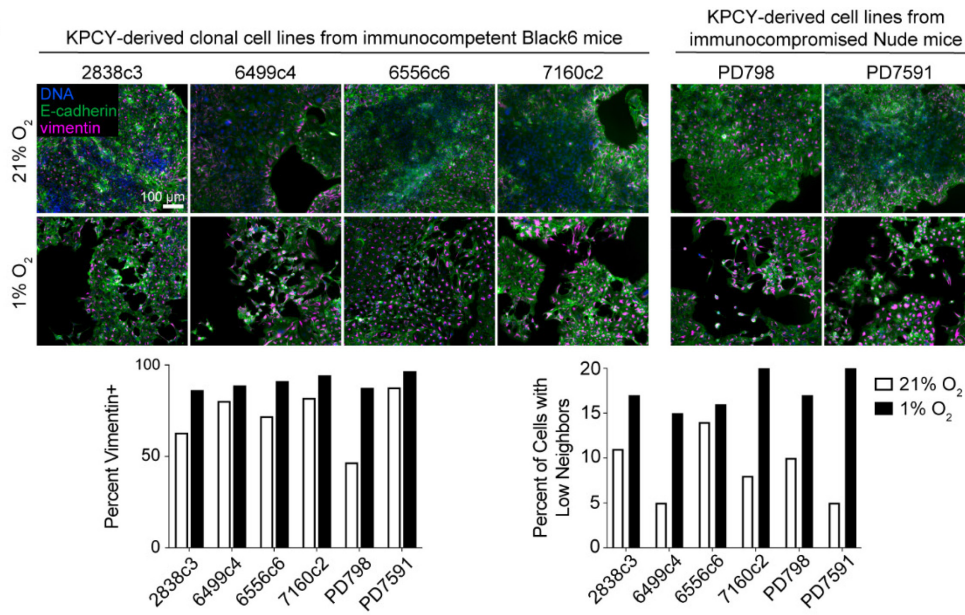 KPCY-derived clonal cell lines from immunocompetent Black6 mice
KPCY-derived cell lines from
immunocompromised Nude mice
2838c3 6499c4 6556c6 7160c2 PD798 PD7591
21% O₂
DNA
E-cadherin
vimentin
100 µm
1% O₂
Percent Vimentin+
100
50
0
2838c3 6499c4 6556c6 7160c2 PD798 PD7591
Percent of Cells with
Low Neighbors
20
15
10
5
0
2838c3 6499c4 6556c6 7160c2 PD798 PD7591
21% O₂
1% O₂